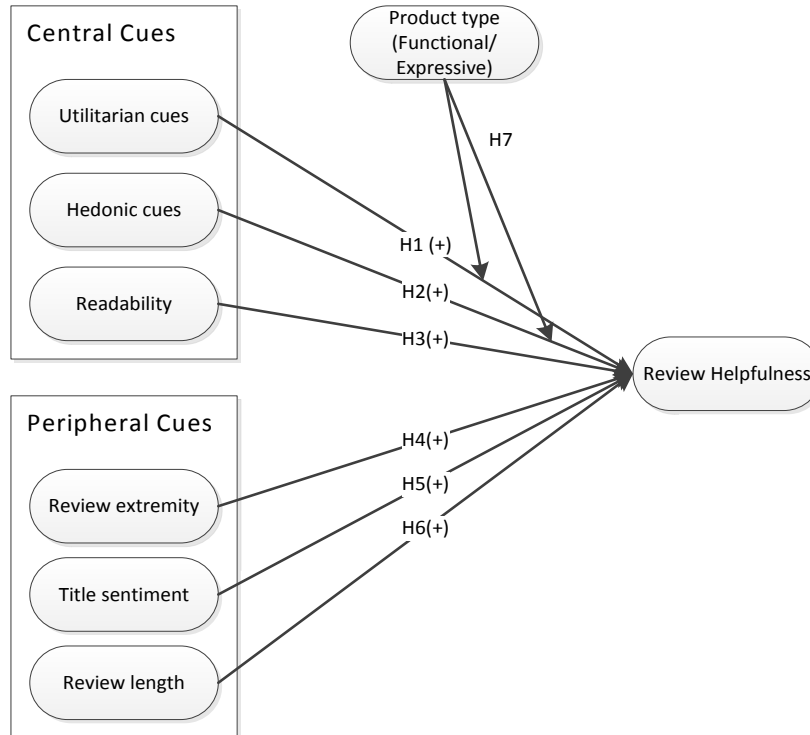 Central Cues
Utilitarian cues
Hedonic cues
Readability
Product type
(Functional/
Expressive)
H7
H1 (+)
H2(+)
H3(+)
Review Helpfulness
Peripheral Cues
Review extremity
Title sentiment
Review length
H4(+)
H5(+)
H6(+)